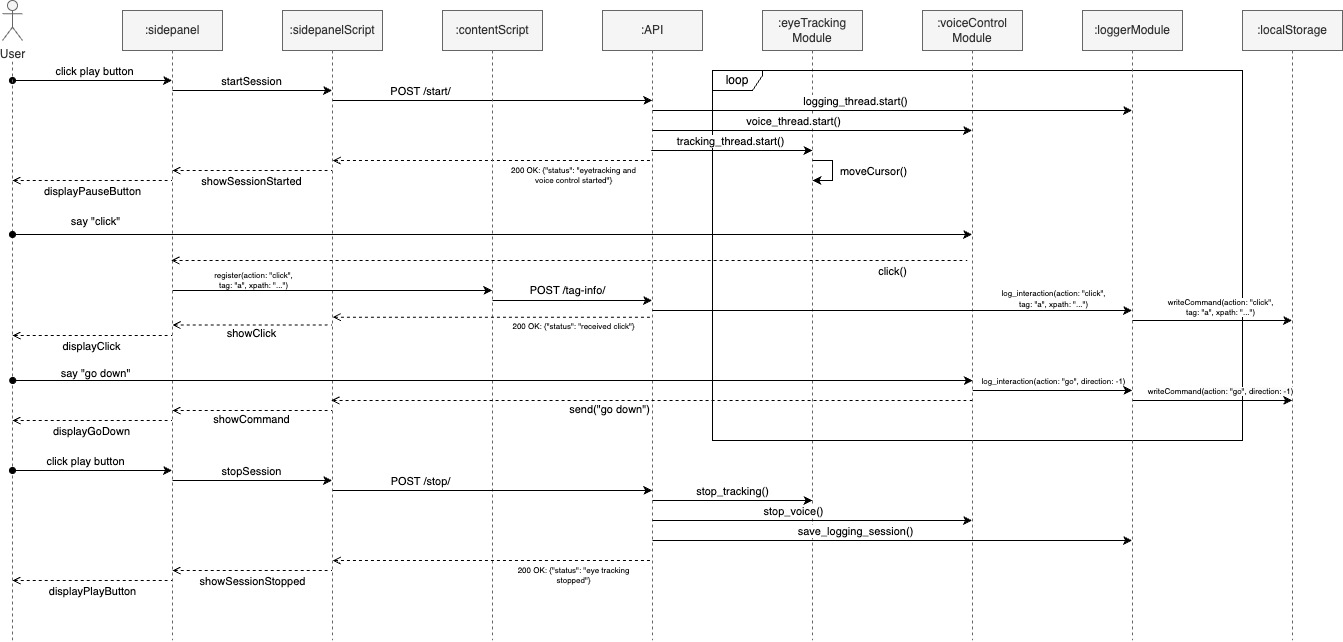 User
:sidepanel
:sidepanelScript
:contentScript
:API
:eyeTracking
Module
:voiceControl
Module
:loggerModule
:localStorage
click play button
startSession
POST /start/
loop
logging_thread.start()
voice_thread.start()
tracking_thread.start()
200 OK: {"status": "eyetracking and
voice control started"}
moveCursor()
showSessionStarted
displayPauseButton
say "click"
click()
register(action: "click",
tag: "a", xpath: "...")
POST /tag-info/
log_interaction(action: "click",
tag: "a", xpath: "...")
writeCommand(action: "click",
tag: "a", xpath: "...")
200 OK: {"status": "received click"}
showClick
displayClick
say "go down"
log_interaction(action: "go", direction: -1)
writeCommand(action: "go", direction: -1)
send("go down")
showCommand
displayGoDown
click play button
stopSession
POST /stop/
stop_tracking()
stop_voice()
save_logging_session()
200 OK: {"status": "eye tracking
stopped"}
showSessionStopped
displayPlayButton